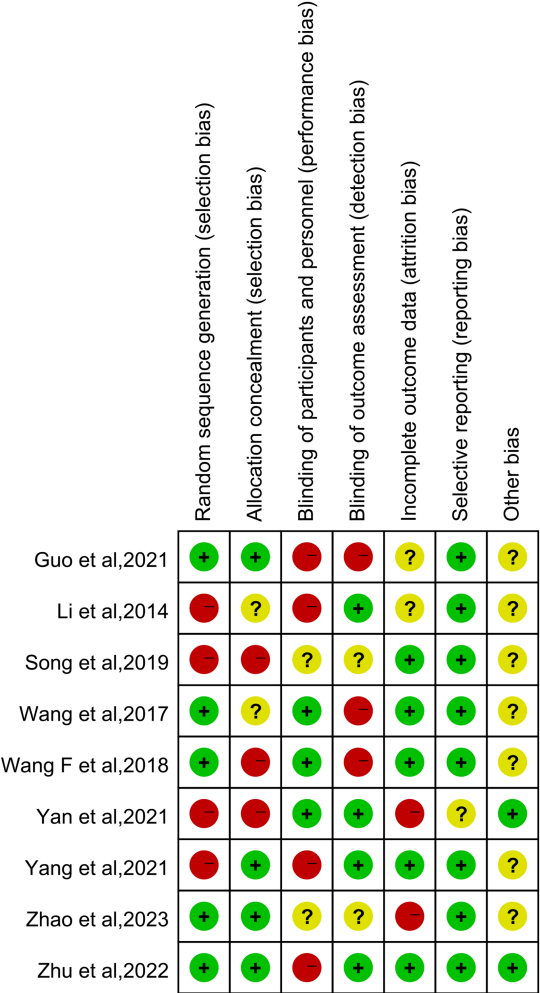 Random sequence generation (selection bias)
Allocation concealment (selection bias)
Blinding of participants and personnel (performance bias)
Blinding of outcome assessment (detection bias)
Incomplete outcome data (attrition bias)
Selective reporting (reporting bias)
Other bias
Guo et al,2021 + + – – ? + ?
Li et al,2014 – ? – + ? + ?
Song et al,2019 – – ? ? + + ?
Wang et al,2017 + ? + – + + ?
Wang F et al,2018 + – + – + + ?
Yan et al,2021 – – + + – ? +
Yang et al,2021 – + – + + + ?
Zhao et al,2023 + + ? ? – + ?
Zhu et al,2022 + + – + + + +